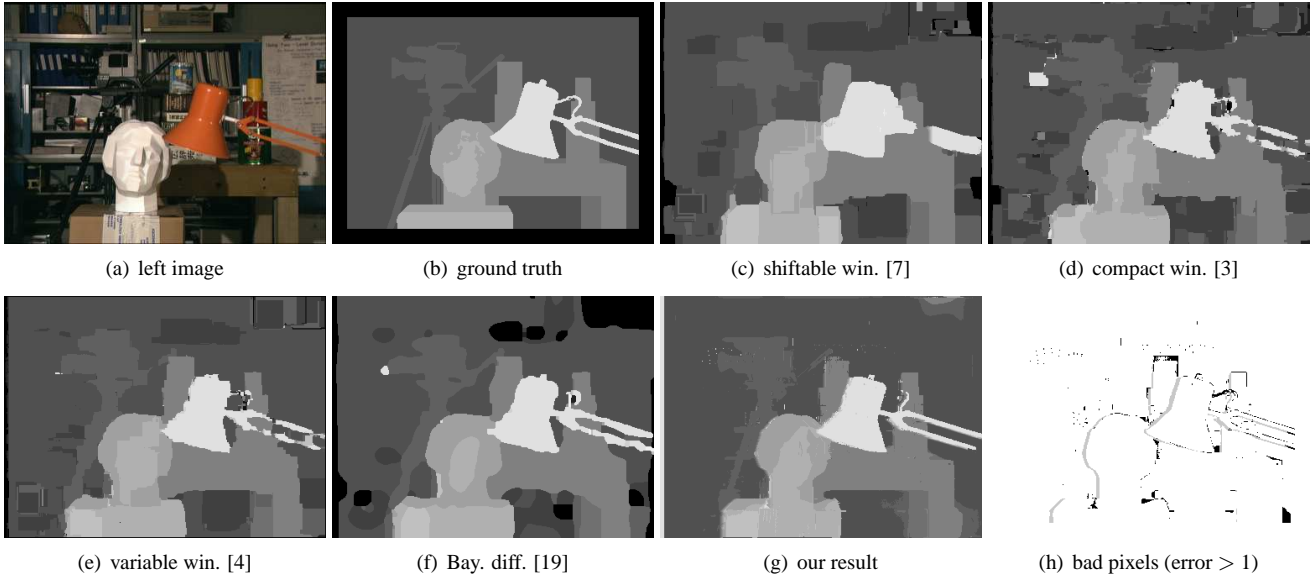 (a) left image
(b) ground truth
(c) shiftable win. [7]
(d) compact win. [3]
(e) variable win. [4]
(f) Bay. diff. [19]
(g) our result
(h) bad pixels (error > 1)